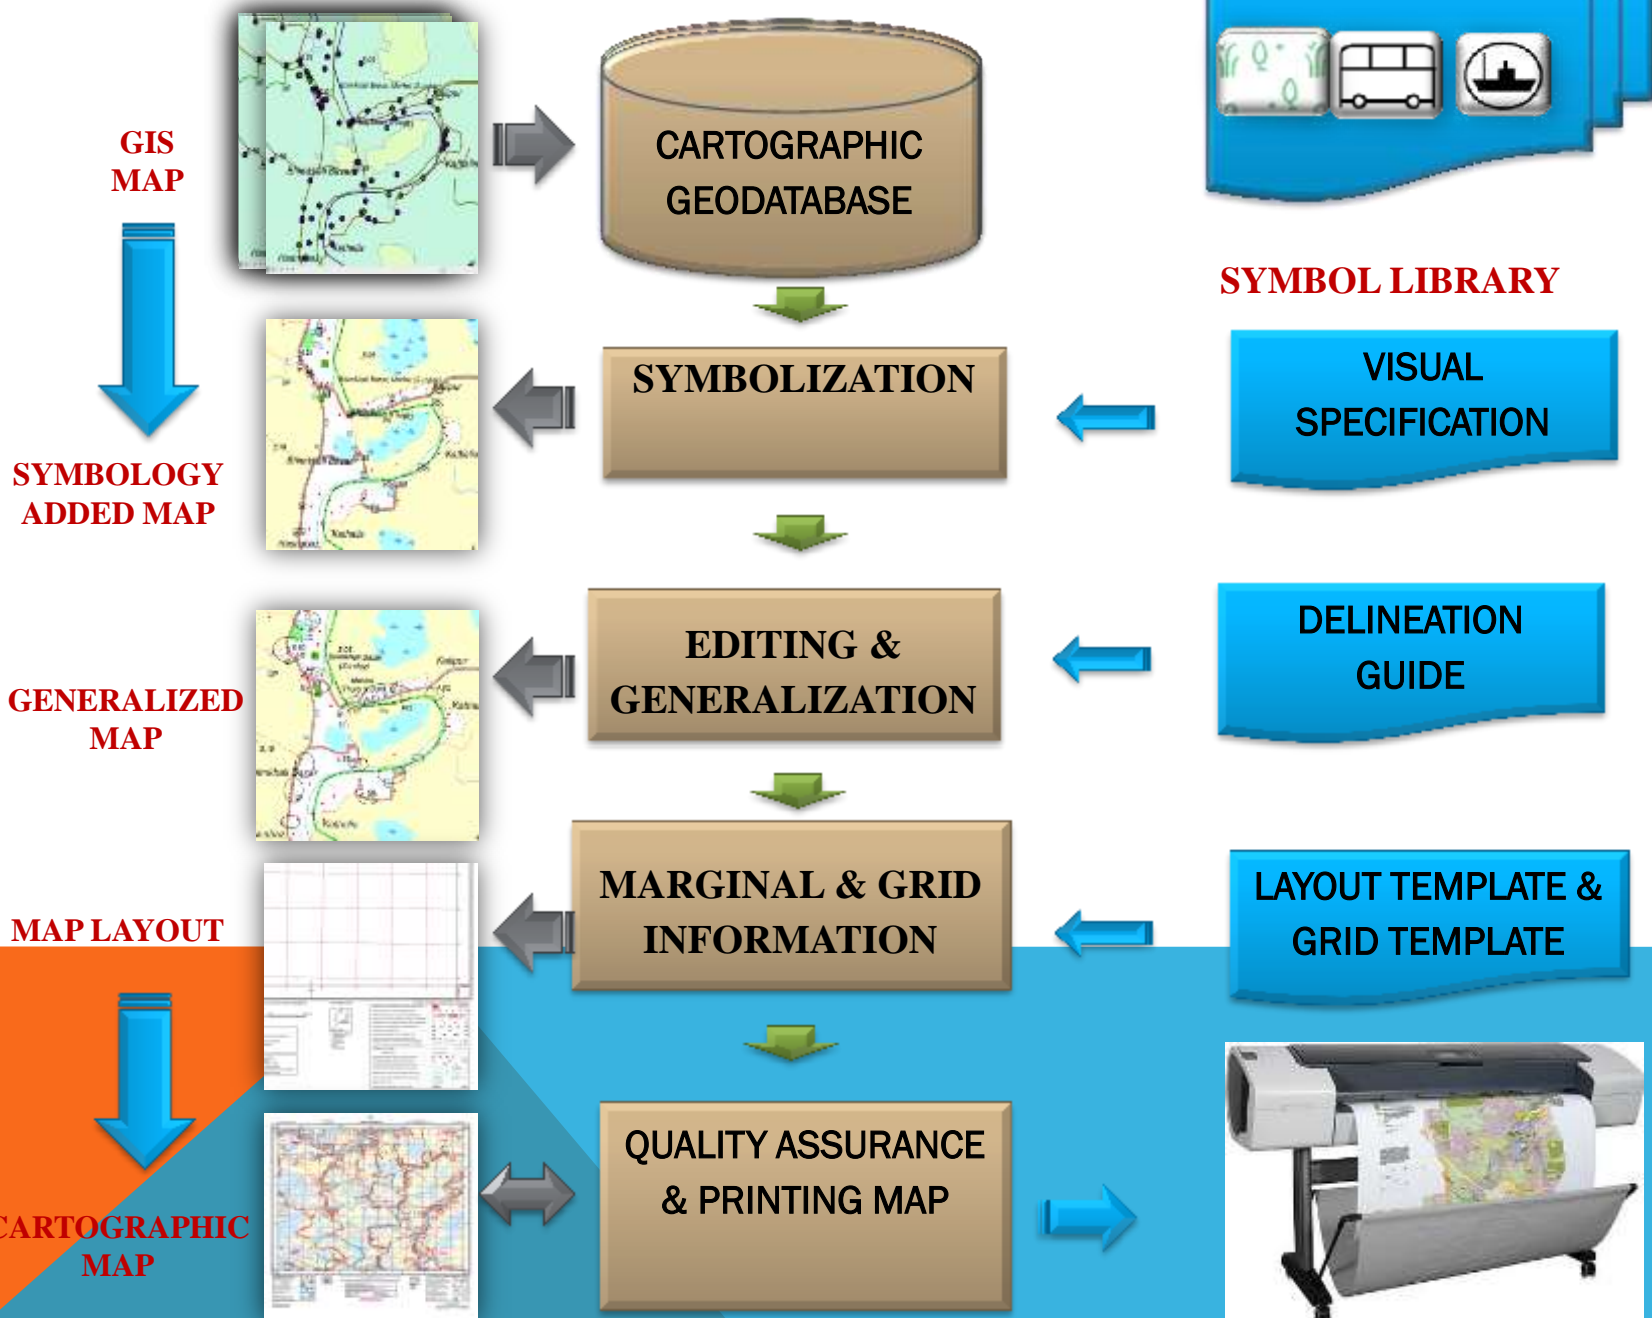 GIS
MAP
CARTOGRAPHIC
GEODATABASE
SYMBOL LIBRARY
SYMBOLOGY
ADDED MAP
SYMBOLIZATION
VISUAL
SPECIFICATION
GENERALIZED
MAP
EDITING &
GENERALIZATION
DELINEATION
GUIDE
MAP LAYOUT
MARGINAL & GRID
INFORMATION
LAYOUT TEMPLATE &
GRID TEMPLATE
CARTOGRAPHIC
MAP
QUALITY ASSURANCE
& PRINTING MAP